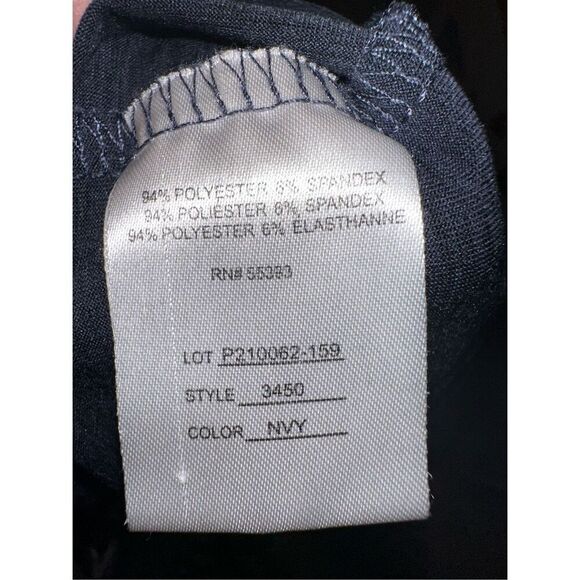 94% POLYESTER 6% SPANDEX
94% POLIESTER 6% SPANDEX
94% POLYESTER 6% ELASTHANNE
RN# 55393
LOT P210062-159
STYLE 3450
COLOR NVY